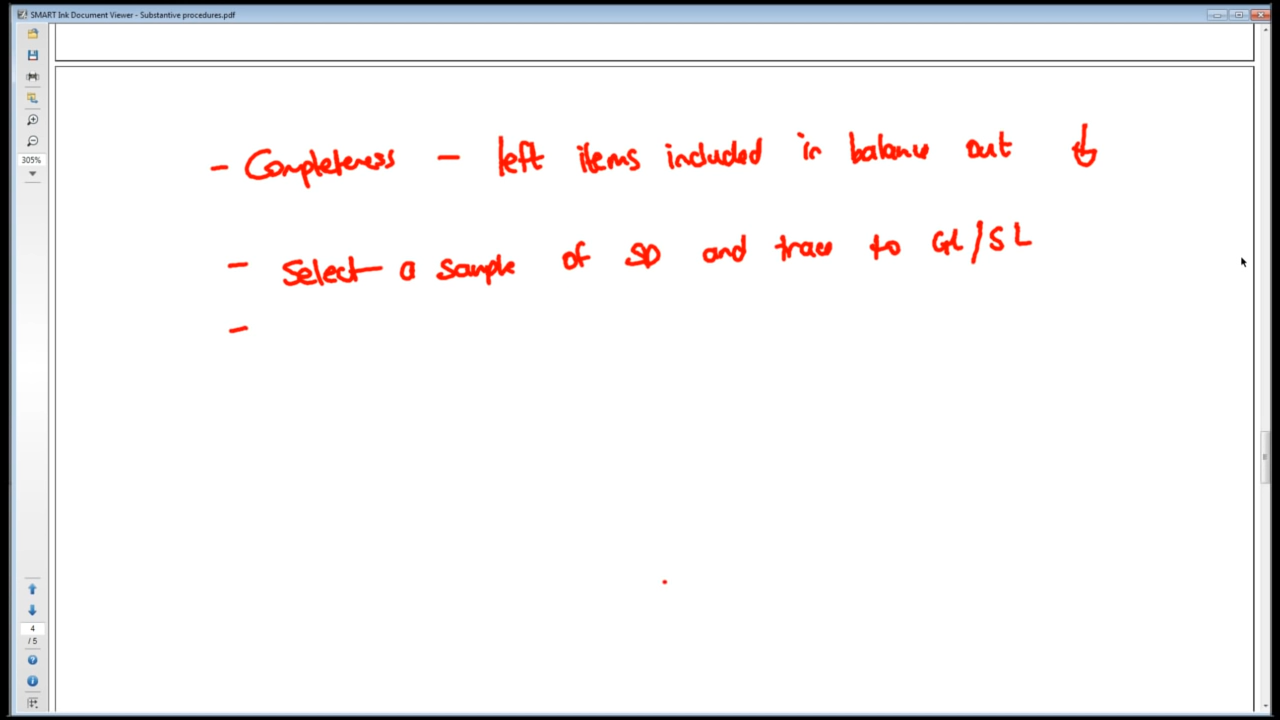 SMART Ink Document Viewer - Substantive procedures.pdf
- Completeness - left items included in balance out ↓
- Select a sample of SD and trace to GL/SL
-
305%
4
/ 5